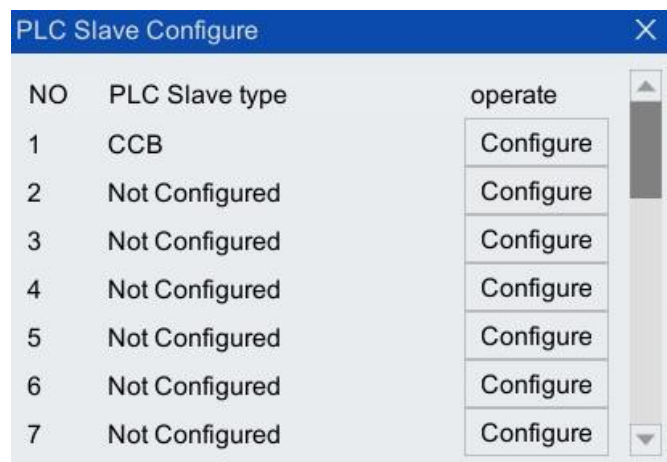 PLC Slave Configure X
NO PLC Slave type operate
1 CCB Configure
2 Not Configured Configure
3 Not Configured Configure
4 Not Configured Configure
5 Not Configured Configure
6 Not Configured Configure
7 Not Configured Configure